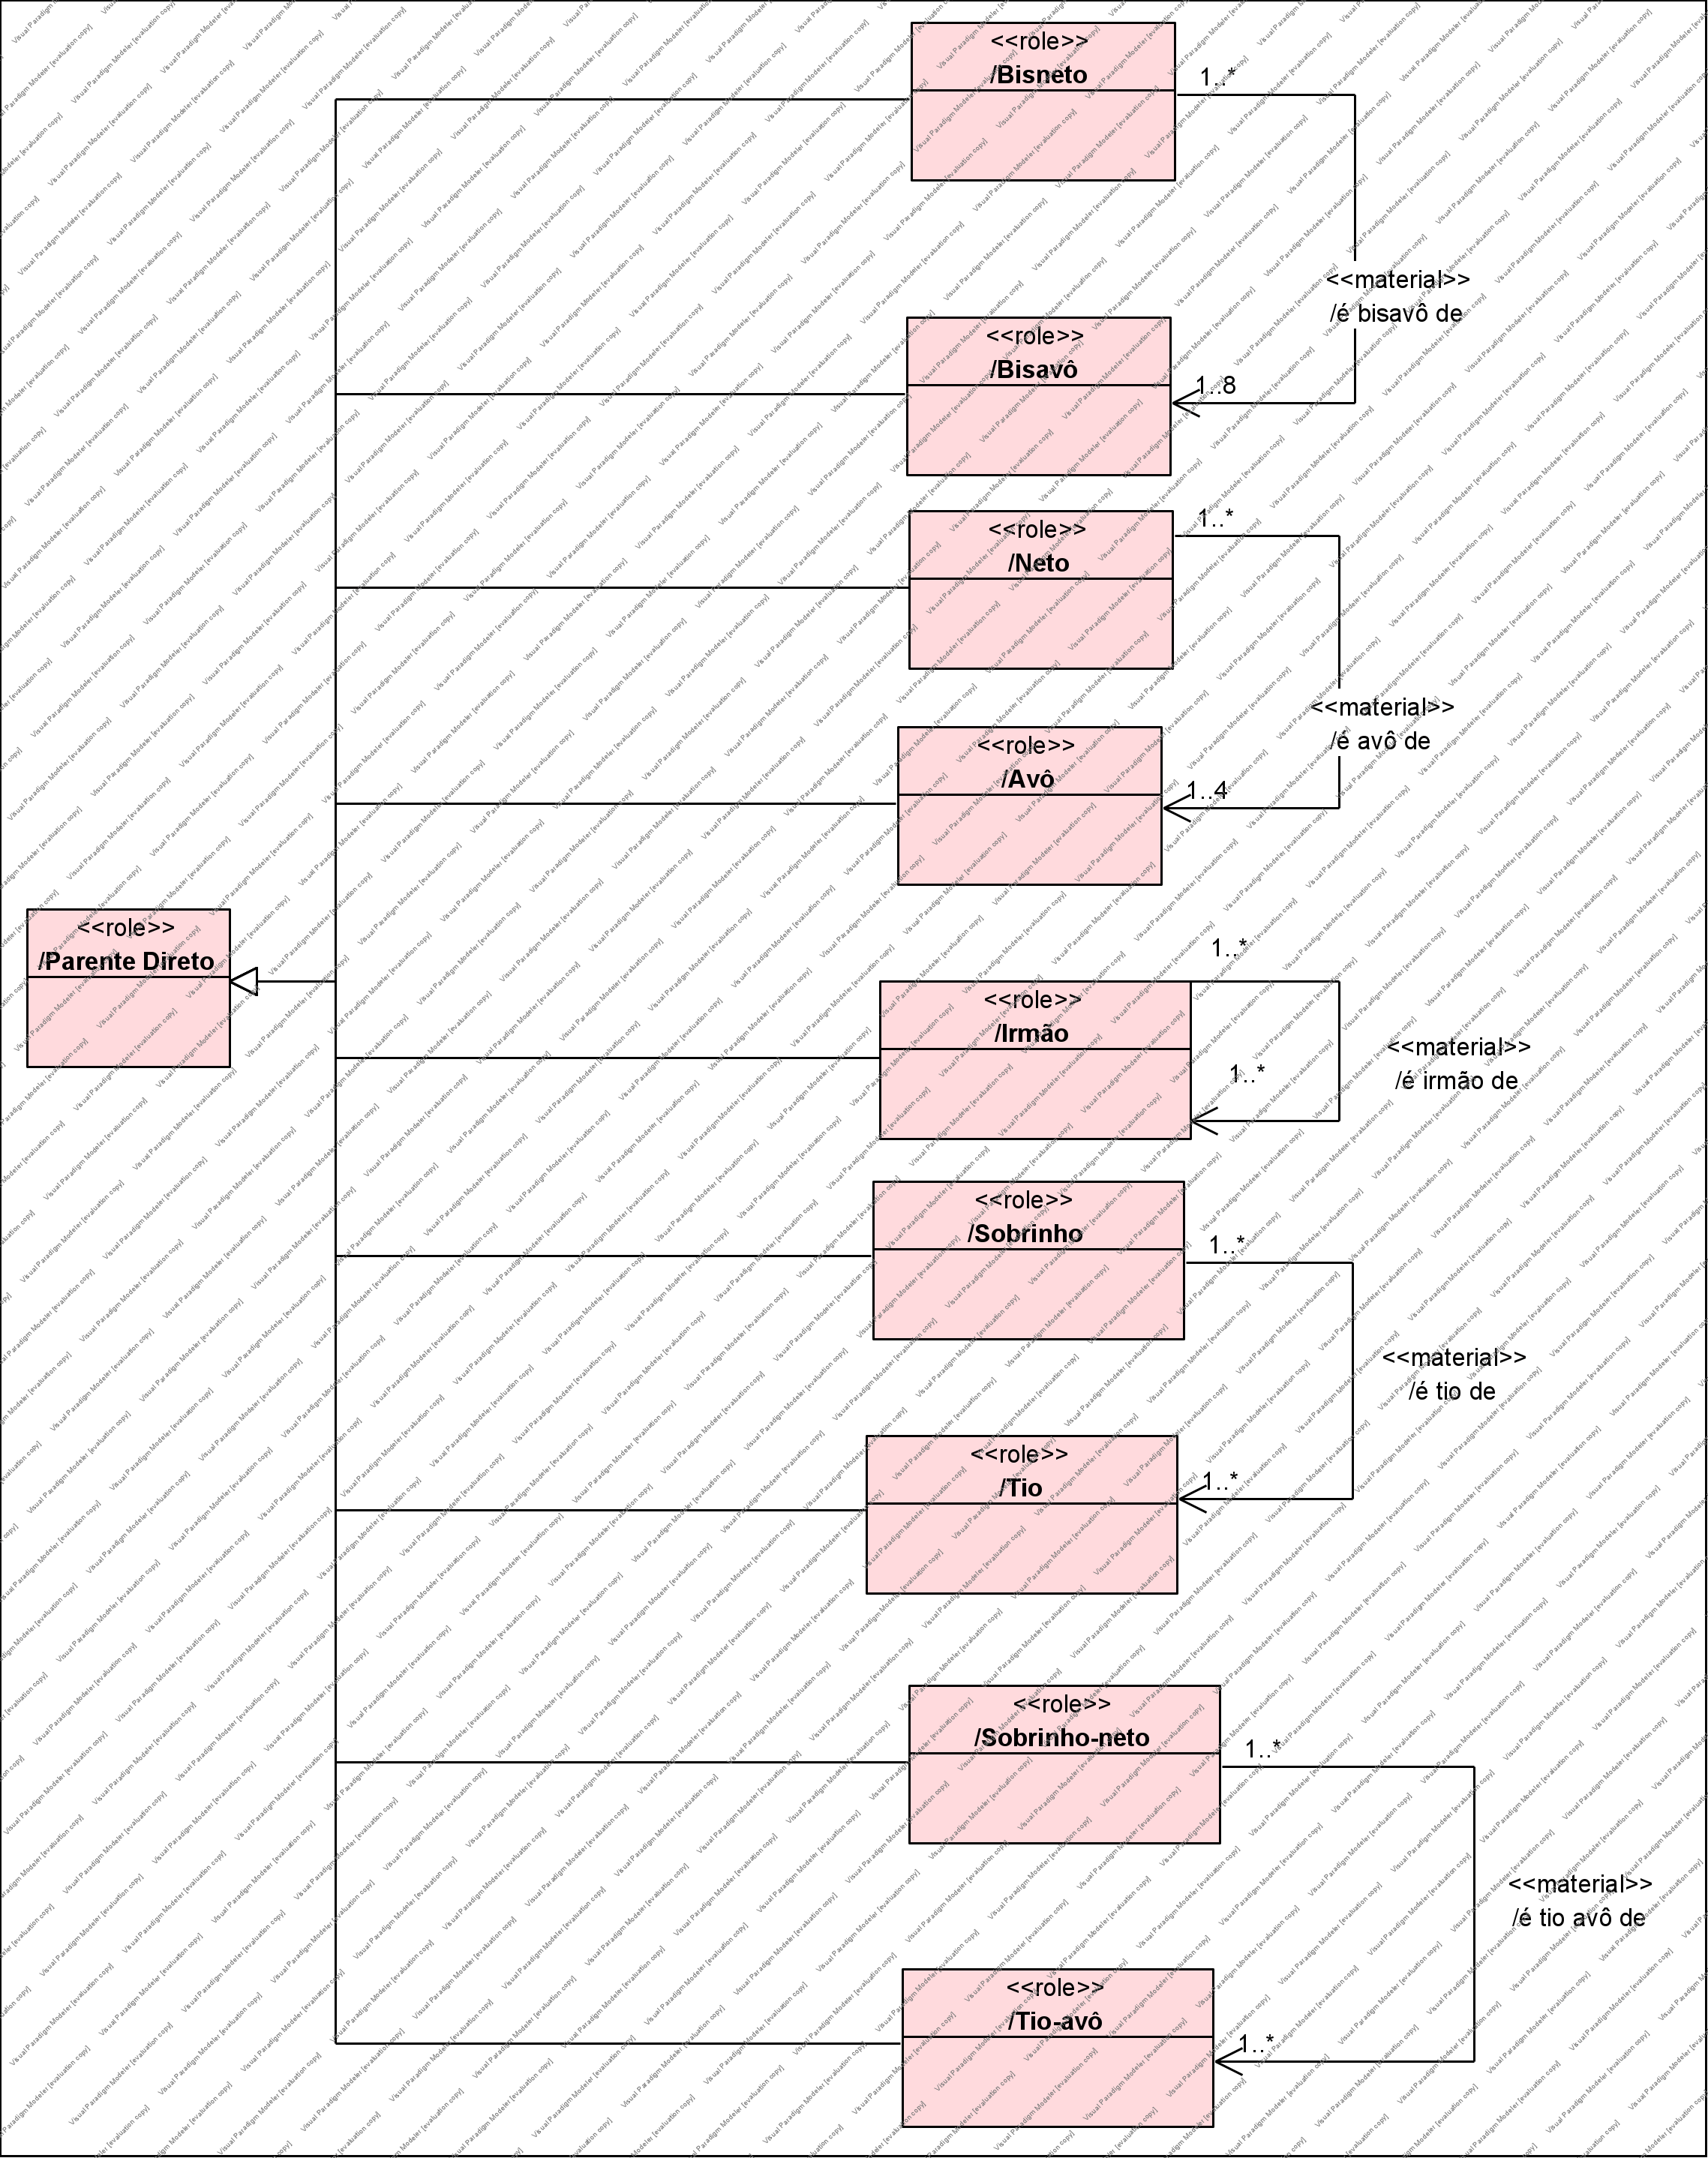 <<role>>
/Bisneto
1..*
<<material>>
/é bisavô de
<<role>>
/Bisavô
1..8
<<role>>
/Neto
1..*
<<material>>
/é avô de
<<role>>
/Avô
1..4
<<role>>
/Parente Direto
1..*
<<role>>
/Irmão
<<material>>
/é irmão de
1..*
<<role>>
/Sobrinho
1..*
<<material>>
/é tio de
<<role>>
/Tio
1..*
<<role>>
/Sobrinho-neto
1..*
<<material>>
/é tio avô de
<<role>>
/Tio-avô
1..*
Visual Paradigm Modeler [evaluation copy]